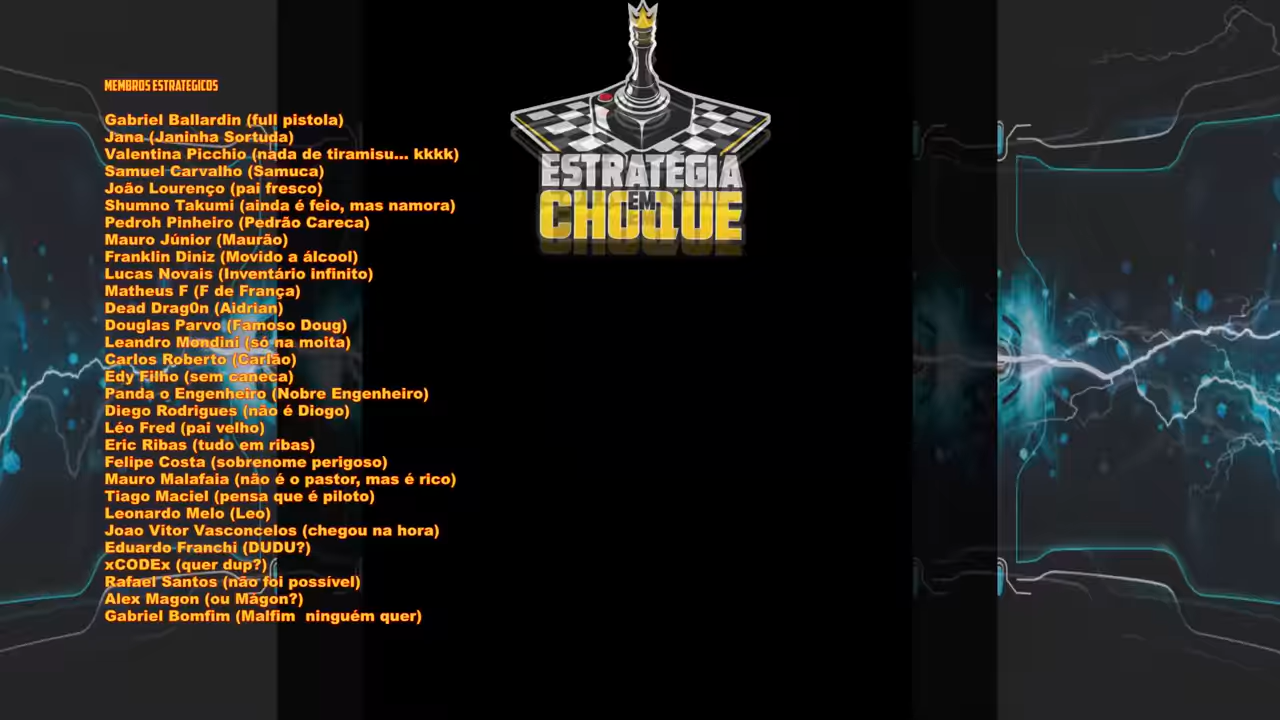 MEMBROS ESTRATEGICOS
Gabriel Ballardin (full pistola)
Jana (Janinha Sortuda)
Valentina Picchio (nada de tiramisu... kkkk)
Samuel Carvalho (Samuca)
João Lourenço (pai fresco)
Shumno Takumi (ainda é feio, mas namora)
Pedroh Pinheiro (Pedrão Careca)
Mauro Júnior (Maurão)
Franklin Diniz (Movido a álcool)
Lucas Novais (Inventário infinito)
Matheus F (F de França)
Dead Drag0n (Aidrian)
Douglas Parvo (Famoso Doug)
Leandro Mondini (só na moita)
Carlos Roberto (Carlão)
Edy Filho (sem caneca)
Panda o Engenheiro (Nobre Engenheiro)
Diego Rodrigues (não é Diogo)
Léo Fred (pai velho)
Eric Ribas (tudo em ribas)
Felipe Costa (sobrenome perigoso)
Mauro Malafaia (não é o pastor, mas é rico)
Tiago Maciel (pensa que é piloto)
Leonardo Melo (Leo)
Joao Vitor Vasconcelos (chegou na hora)
Eduardo Franchi (DUDU?)
xCODEx (quer dup?)
Rafael Santos (não foi possível)
Alex Magon (ou Mágon?)
Gabriel Bomfim (Malfim  ninguém quer)
ESTRATÉGIA
EM
CHOQUE